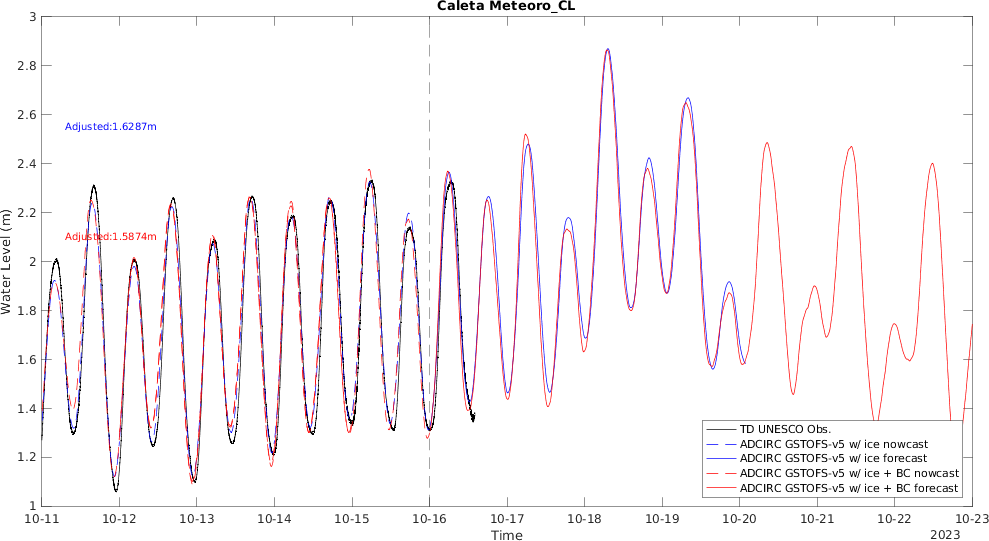 Caleta Meteoro_CL
3
2.8
2.6
2.4
2.2
2
1.8
1.6
1.4
1.2
1
Water Level (m)
Adjusted:1.6287m
Adjusted:1.5874m
TD UNESCO Obs.
ADCIRC GSTOFS-v5 w/ ice nowcast
ADCIRC GSTOFS-v5 w/ ice forecast
ADCIRC GSTOFS-v5 w/ ice + BC nowcast
ADCIRC GSTOFS-v5 w/ ice + BC forecast
10-11 10-12 10-13 10-14 10-15 10-16 10-17 10-18 10-19 10-20 10-21 10-22 10-23
Time
2023